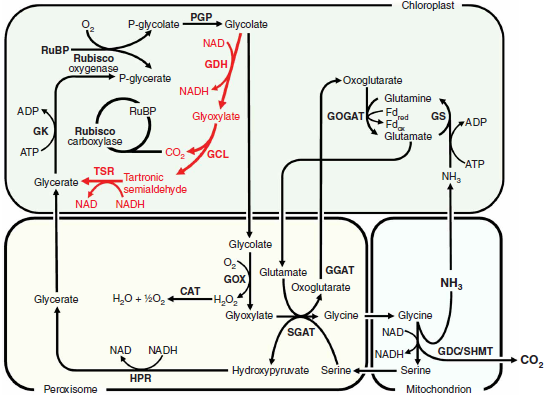 Chloroplast
O2
P-glycolate
PGP
Glycolate
RuBP
Rubisco
oxygenase
P-glycerate
NAD
GDH
NADH
Glyoxylate
Oxoglutarate
Glutamine
GOGAT
Fdred
Fdox
GS
Glutamate
ADP
ATP
NH3
ADP
GK
ATP
RuBP
Rubisco
carboxylase
CO2
GCL
TSR
Tartronic
semialdehyde
NAD
NADH
Glycerate
Glycolate
O2
GOX
Glutamate
GGAT
Oxoglutarate
NH3
Glycerate
H2O + ½O2
CAT
H2O2
Glyoxylate
Glycine
Glycine
SGAT
NAD
NADH
GDC/SHMT
CO2
NAD
NADH
HPR
Hydroxypyruvate
Serine
Serine
Peroxisome
Mitochondrion